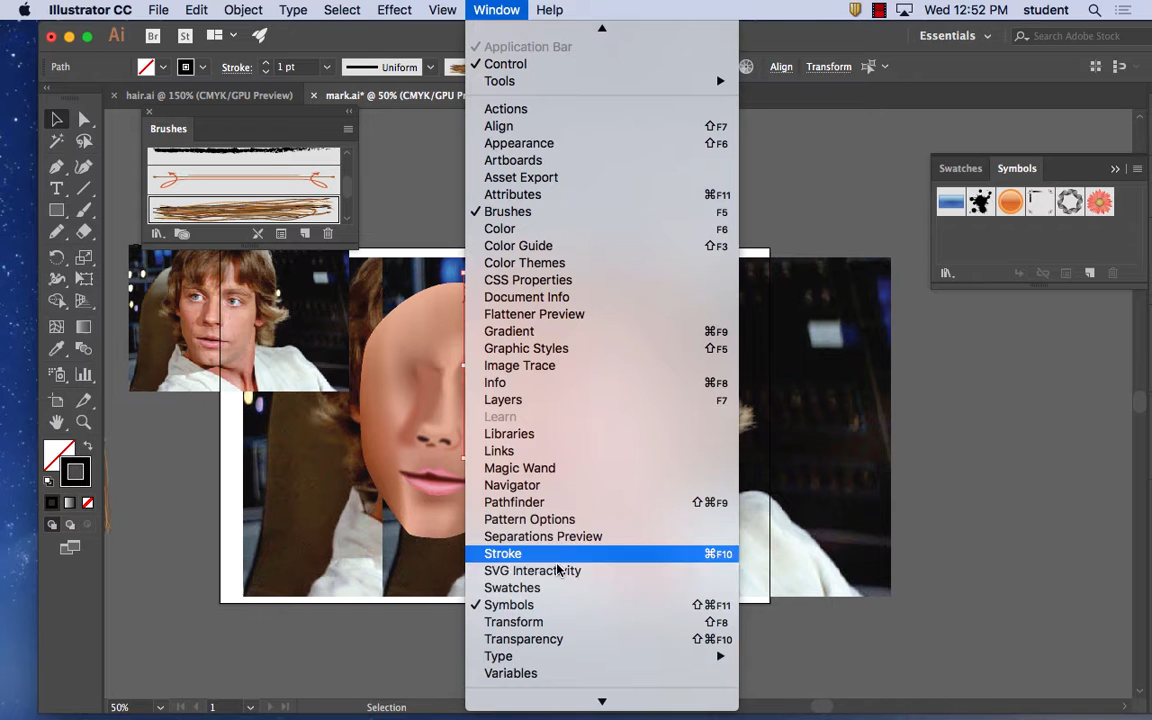 Illustrator CC File Edit Object Type Select Effect View Window Help Wed 12:52 PM student
Ai Br St Essentials Search Adobe Stock
Path Stroke: 1 pt Uniform Align Transform
hair.ai @ 150% (CMYK/GPU Preview) mark.ai* @ 50% (CMYK/GPU P
Brushes
Swatches Symbols
Application Bar
Control
Tools
Actions
Align ⇧F7
Appearance ⇧F6
Artboards
Asset Export
Attributes ⌘F11
Brushes F5
Color F6
Color Guide ⇧F3
Color Themes
CSS Properties
Document Info
Flattener Preview
Gradient ⌘F9
Graphic Styles ⇧F5
Image Trace
Info ⌘F8
Layers F7
Learn
Libraries
Links
Magic Wand
Navigator
Pathfinder ⇧⌘F9
Pattern Options
Separations Preview
Stroke ⌘F10
SVG Interactivity
Swatches
Symbols ⇧⌘F11
Transform ⇧F8
Transparency ⇧⌘F10
Type
Variables
50% 1 Selection